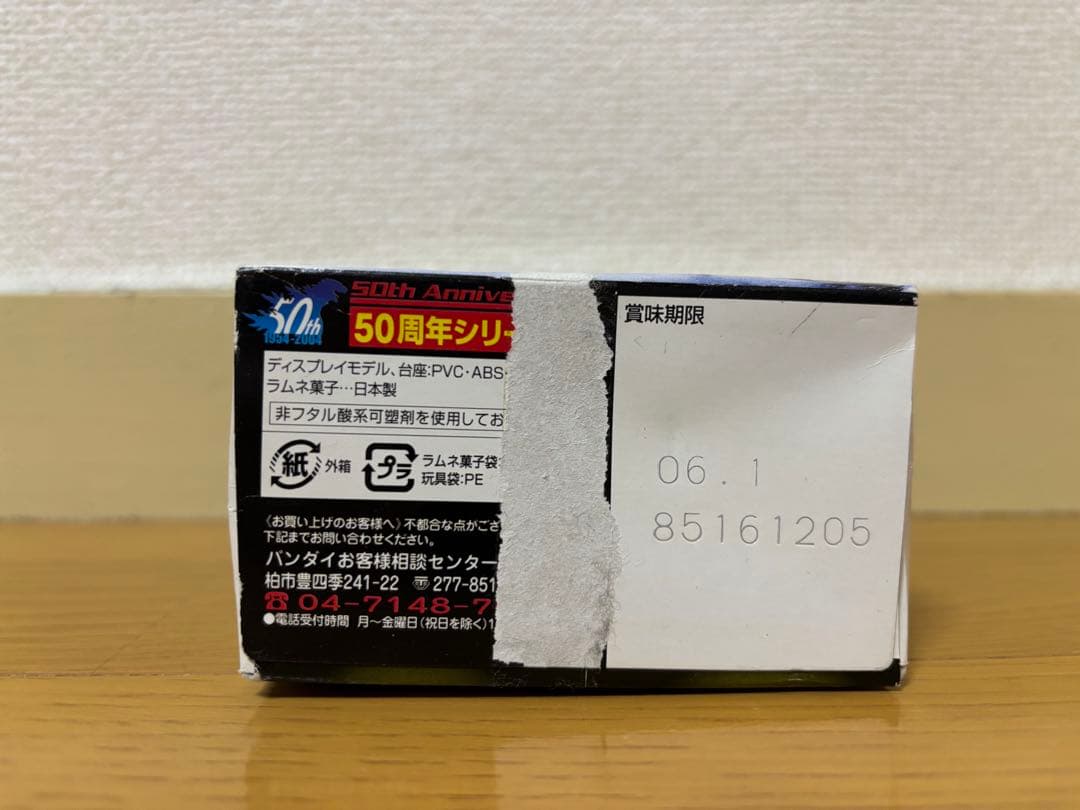 50th
1954-2004
50th Annive
50周年シリー
ディスプレイモデル、台座:PVC・ABS・
ラムネ菓子…日本製
非フタル酸系可塑剤を使用してお
紙 外箱
プラ ラムネ菓子袋:
玩具袋:PE
《お買い上げのお客様へ》不都合な点がござ
下記までお問い合わせください。
バンダイお客様相談センター
柏市豊四季241-22 〒277-851
☎04-7148-7
●電話受付時間 月～金曜日(祝日を除く)1
賞味期限
06.1
85161205